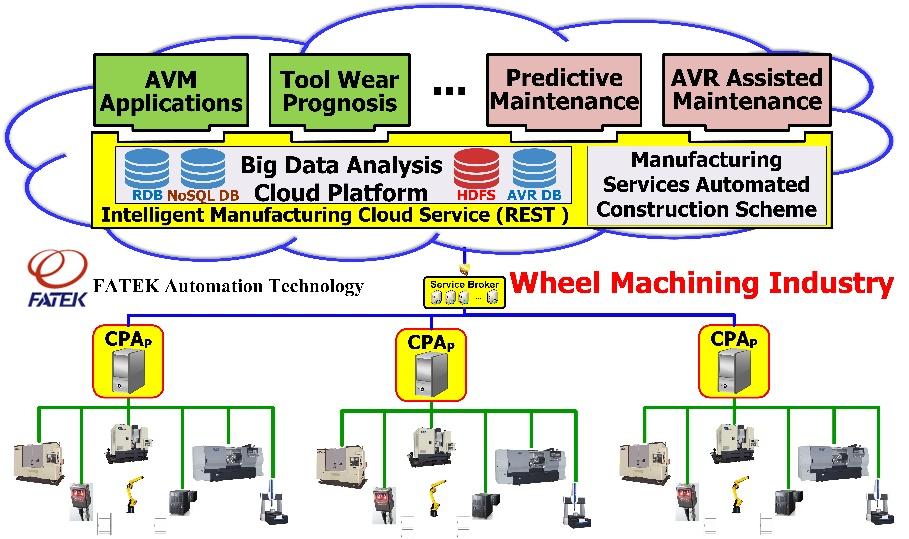 AVM
Applications
Tool Wear
Prognosis
...
Predictive
Maintenance
AVR Assisted
Maintenance
RDB
NoSQL DB
Big Data Analysis
Cloud Platform
HDFS
AVR DB
Intelligent Manufacturing Cloud Service (REST )
Manufacturing
Services Automated
Construction Scheme
FATEK
FATEK Automation Technology
Service Broker
...
Wheel Machining Industry
CPAP
CPAP
CPAP